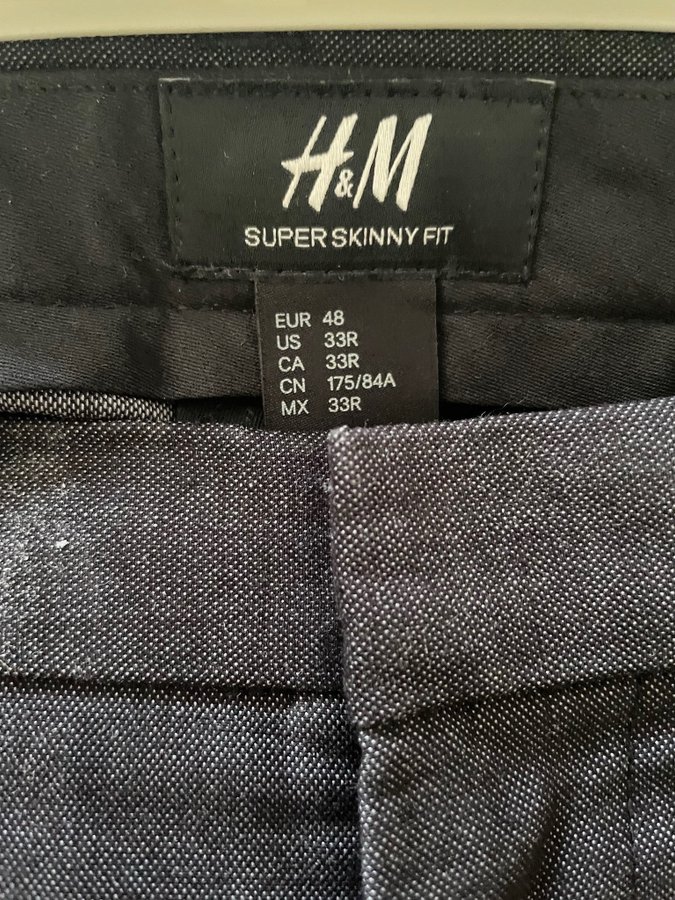 H&M
SUPER SKINNY FIT
EUR 48
US 33R
CA 33R
CN 175/84A
MX 33R